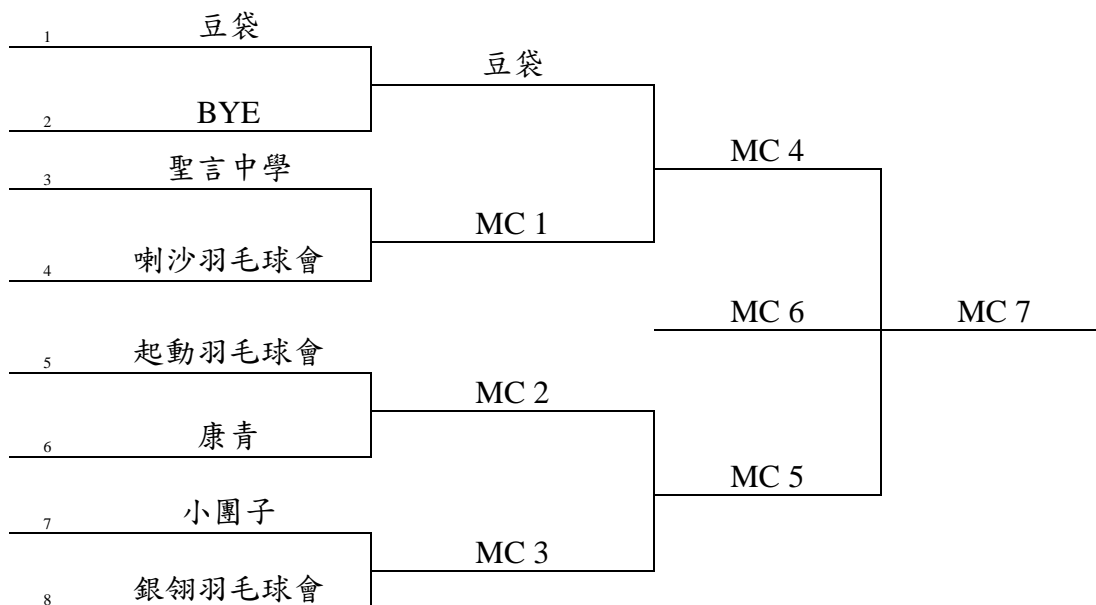 1 豆袋
豆袋
2 BYE
MC 4
3 聖言中學
MC 1
4 喇沙羽毛球會
MC 6 MC 7
5 起動羽毛球會
MC 2
6 康青
MC 5
7 小團子
MC 3
8 銀翎羽毛球會